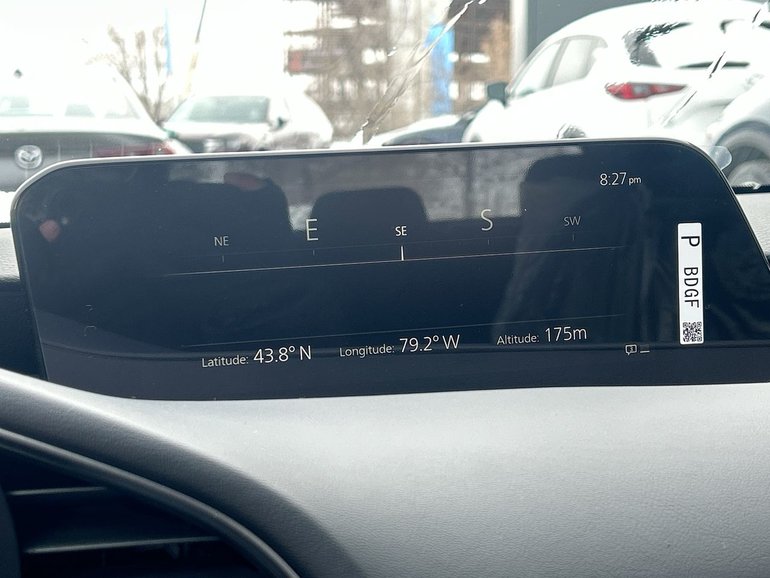 8:27 pm
NE E SE S SW
P BDGF
Latitude: 43.8° N Longitude: 79.2° W Altitude: 175m